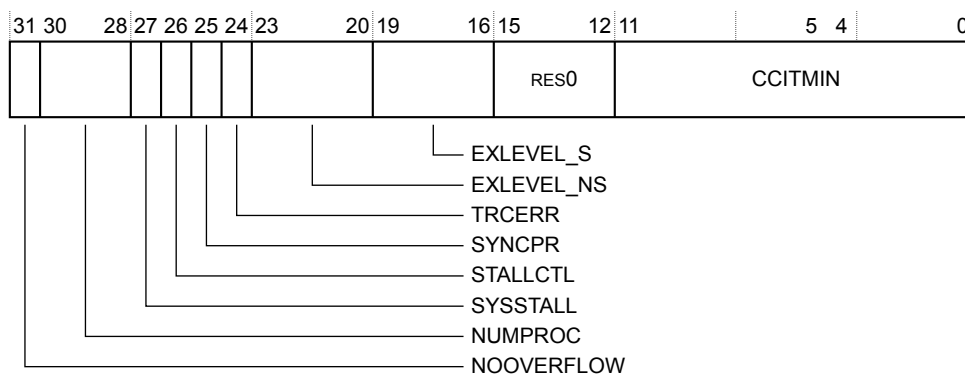 31 30 28 27 26 25 24 23 20 19 16 15 12 11 5 4 0
RES0 CCITMIN
EXLEVEL_S
EXLEVEL_NS
TRCERR
SYNCPR
STALLCTL
SYSSTALL
NUMPROC
NOOVERFLOW